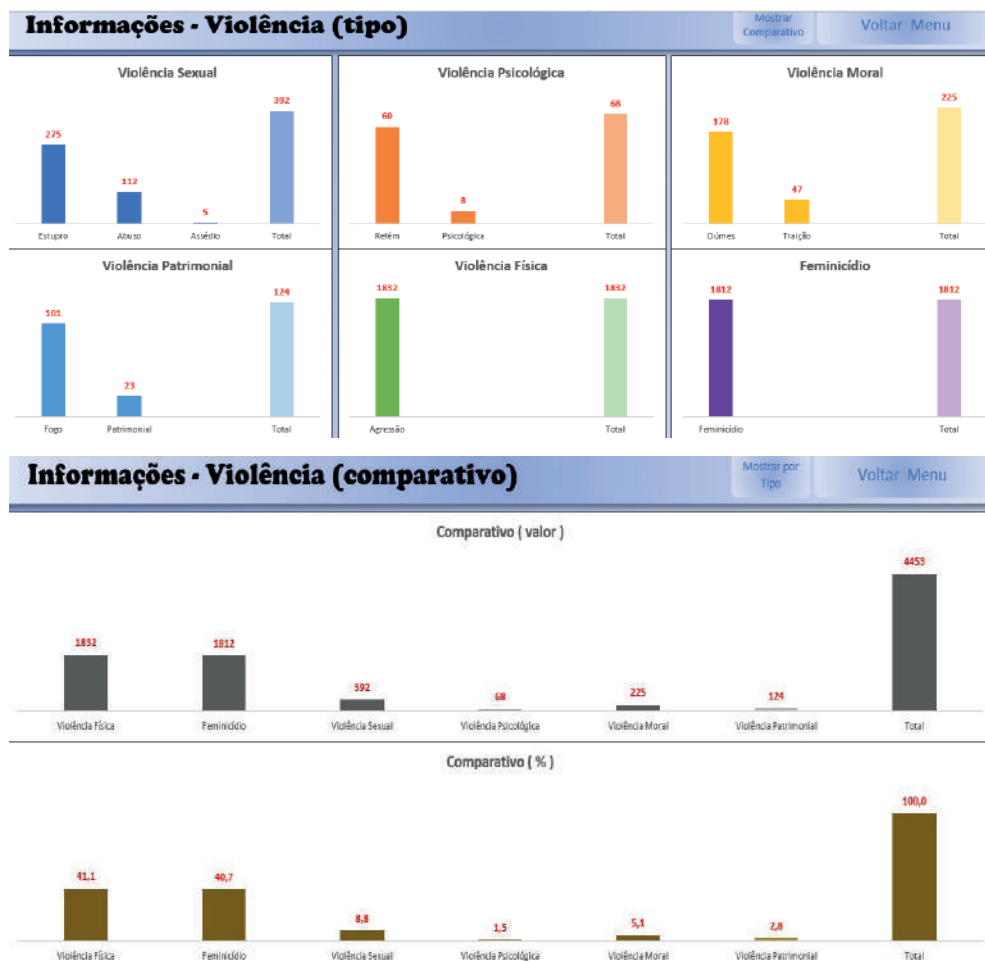 Informações - Violência (tipo)
Mostrar
Comparativo
Voltar Menu
Violência Sexual
392
275
112
5
Estupro Abuso Assédio Total
Violência Psicológica
68
60
8
Refém Psicológica Total
Violência Moral
225
178
47
Ciúmes Traição Total
Violência Patrimonial
124
101
23
Fogo Patrimonial Total
Violência Física
1832 1832
Agressão Total
Feminicídio
1812 1812
Feminicídio Total
Informações - Violência (comparativo)
Mostrar por
Tipo
Voltar Menu
Comparativo ( valor )
4453
1832 1812
392 68 225 124
Violência Física Feminicídio Violência Sexual Violência Psicológica Violência Moral Violência Patrimonial Total
Comparativo ( % )
100,0
41,1 40,7
8,8 1,5 5,1 2,8
Violência Física Feminicídio Violência Sexual Violência Psicológica Violência Moral Violência Patrimonial Total